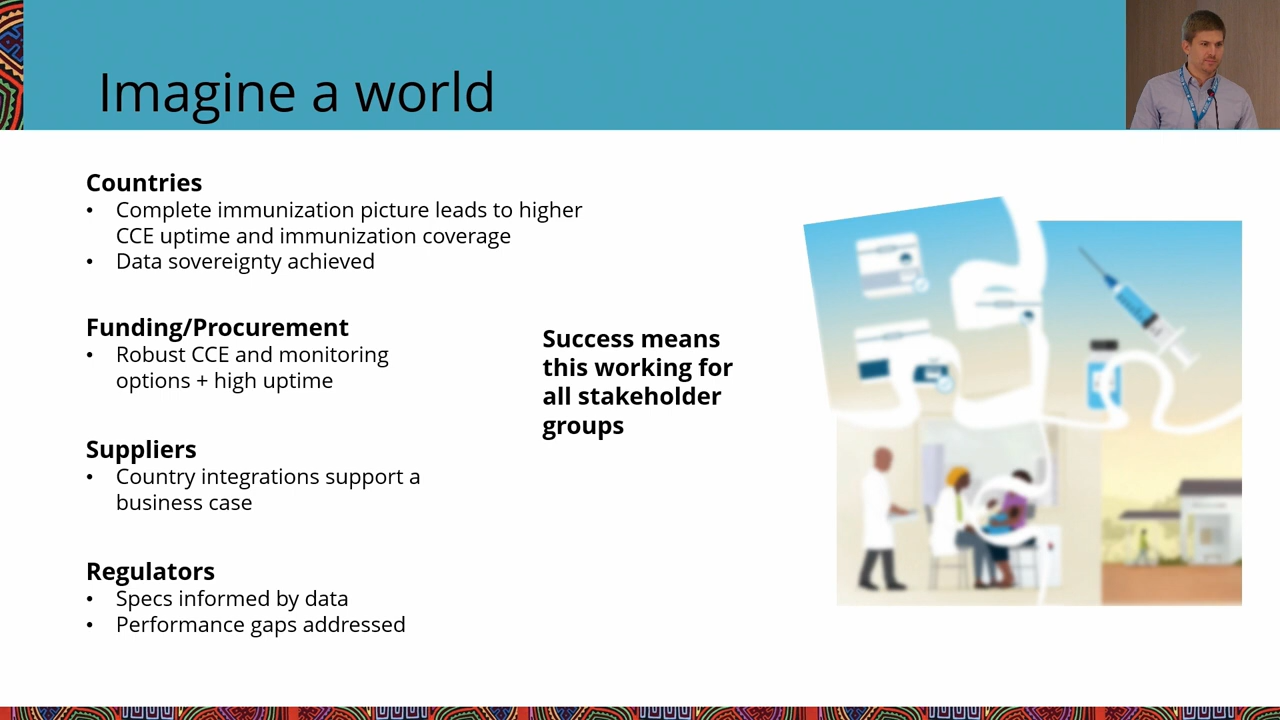 Imagine a world
Countries
• Complete immunization picture leads to higher
CCE uptime and immunization coverage
• Data sovereignty achieved
Funding/Procurement
• Robust CCE and monitoring
options + high uptime
Success means
this working for
all stakeholder
groups
Suppliers
• Country integrations support a
business case
Regulators
• Specs informed by data
• Performance gaps addressed